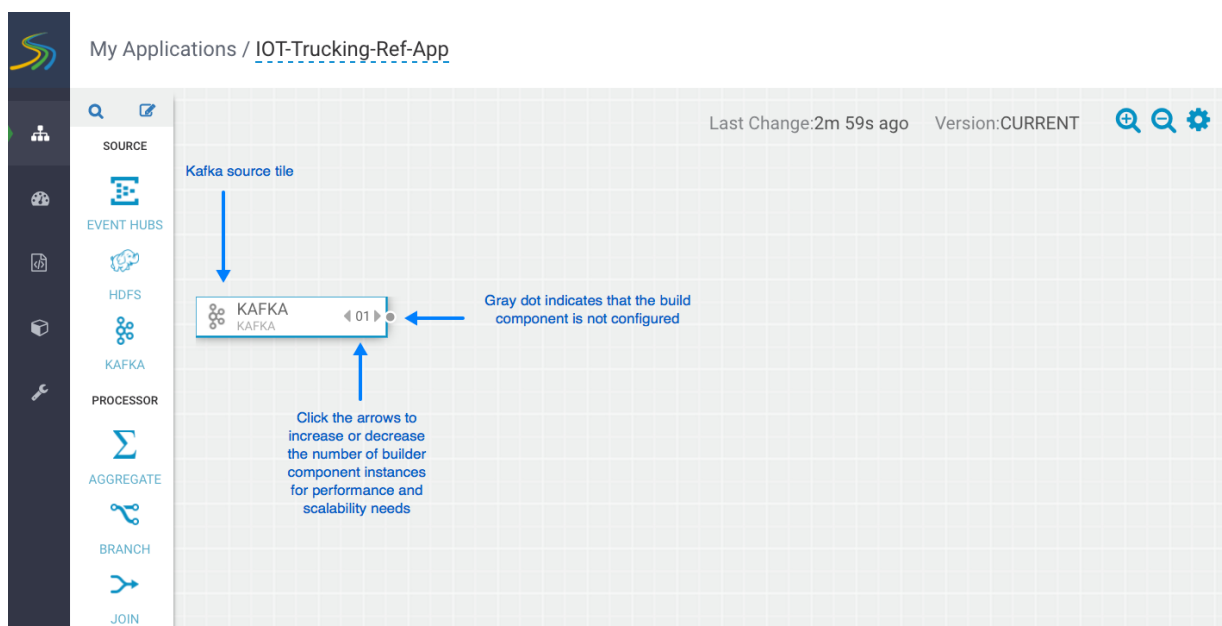 My Applications / IOT-Trucking-Ref-App
Last Change:2m 59s ago Version:CURRENT
SOURCE
EVENT HUBS
HDFS
KAFKA
PROCESSOR
AGGREGATE
BRANCH
JOIN
Kafka source tile
KAFKA
KAFKA
01
Gray dot indicates that the build
component is not configured
Click the arrows to
increase or decrease
the number of builder
component instances
for performance and
scalability needs